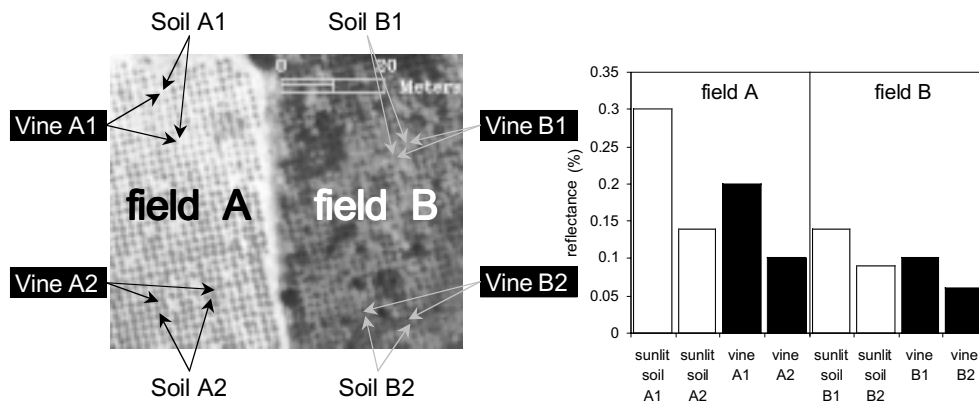 Soil A1
Soil B1
0 20
Meters
Vine A1
Vine B1
field A
field B
Vine A2
Vine B2
Soil A2
Soil B2
reflectance (%)
0.35
0.3
0.25
0.2
0.15
0.1
0.05
0
field A
field B
sunlit soil A1
sunlit soil A2
vine A1
vine A2
sunlit soil B1
sunlit soil B2
vine B1
vine B2